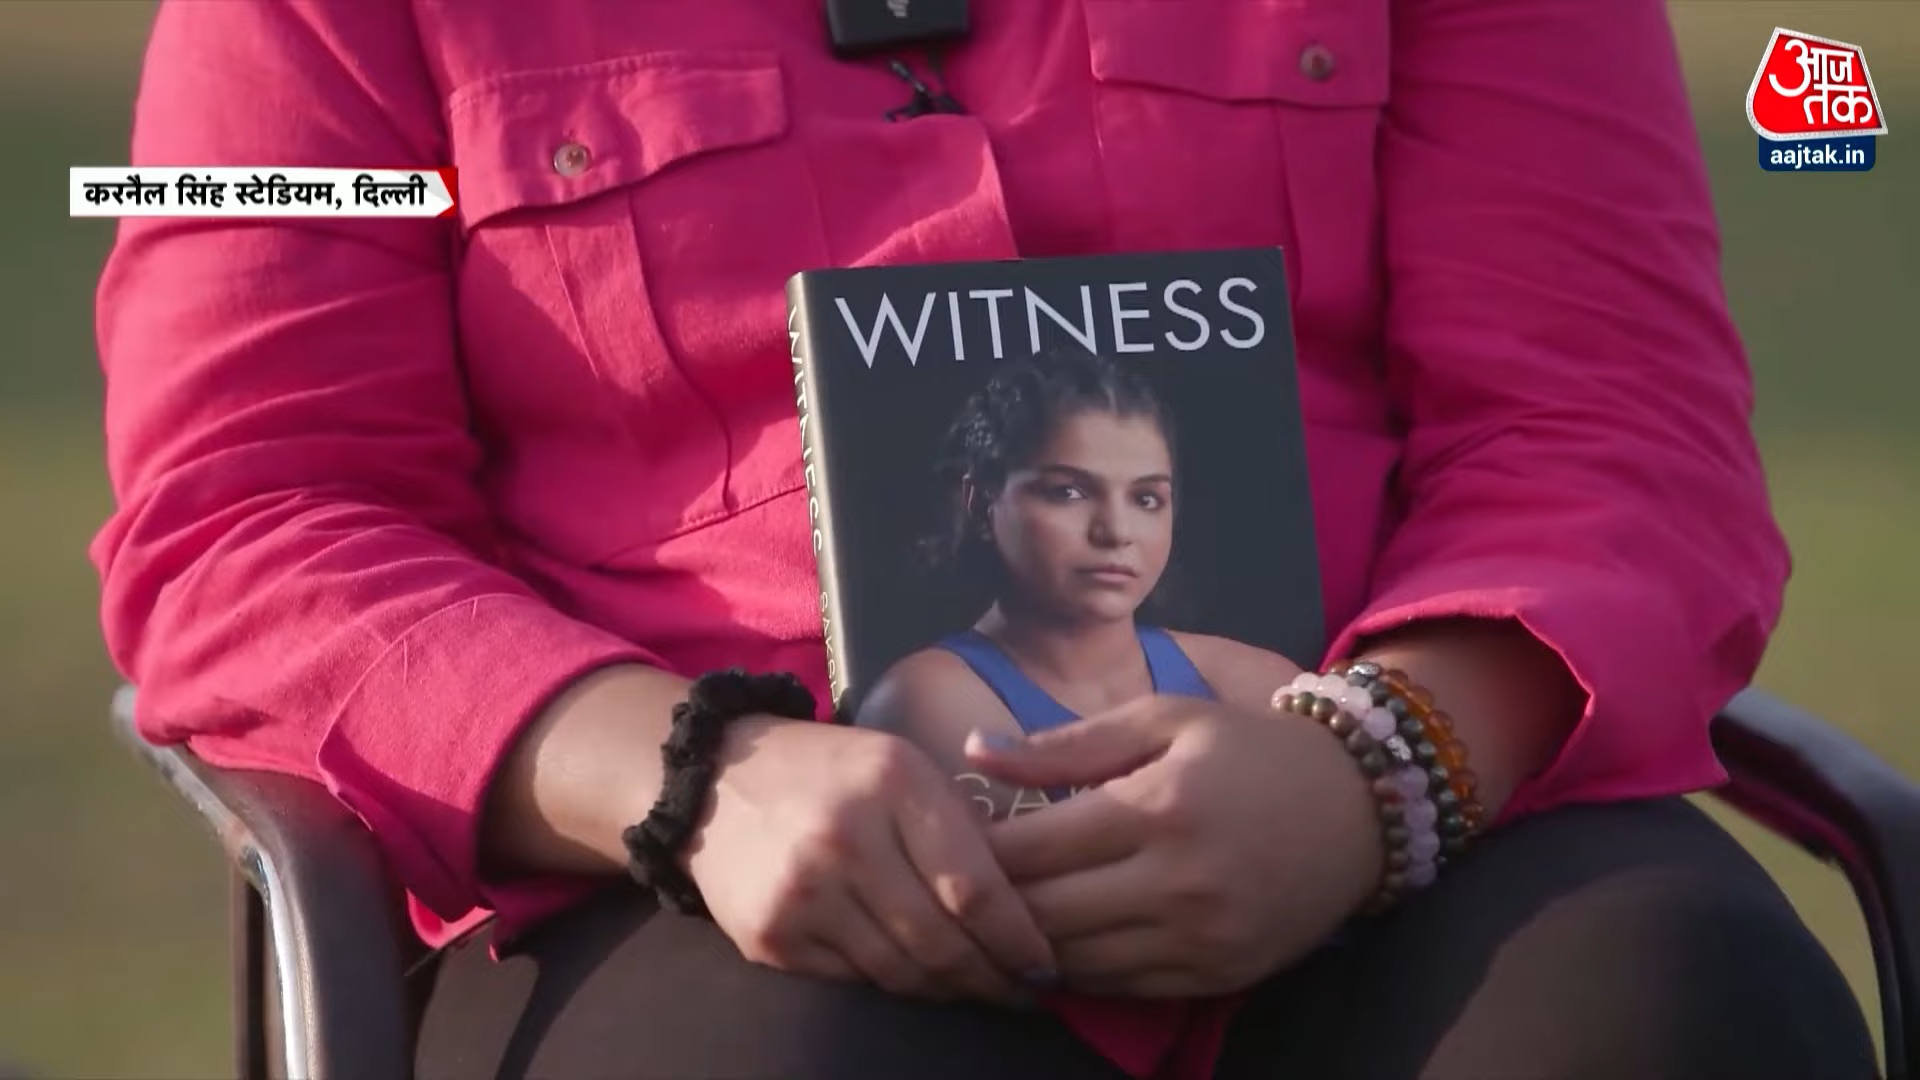 आज
तक
aajtak.in
करनैल सिंह स्टेडियम, दिल्ली
WITNESS
WITNESS